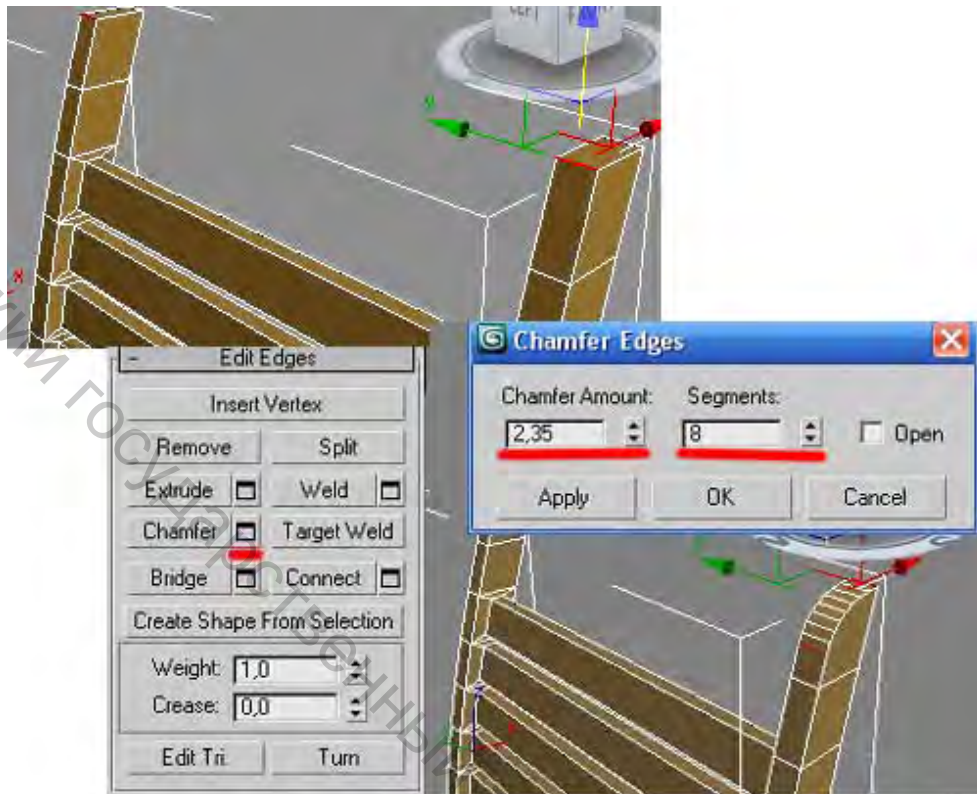 LEFT
y
x
- Edit Edges
Insert Vertex
Remove Split
Extrude Weld
Chamfer Target Weld
Bridge Connect
Create Shape From Selection
Weight: 1,0
Crease: 0,0
Edit Tri. Turn
Chamfer Edges
Chamfer Amount: Segments:
2,35 8 Open
Apply OK Cancel
государственный